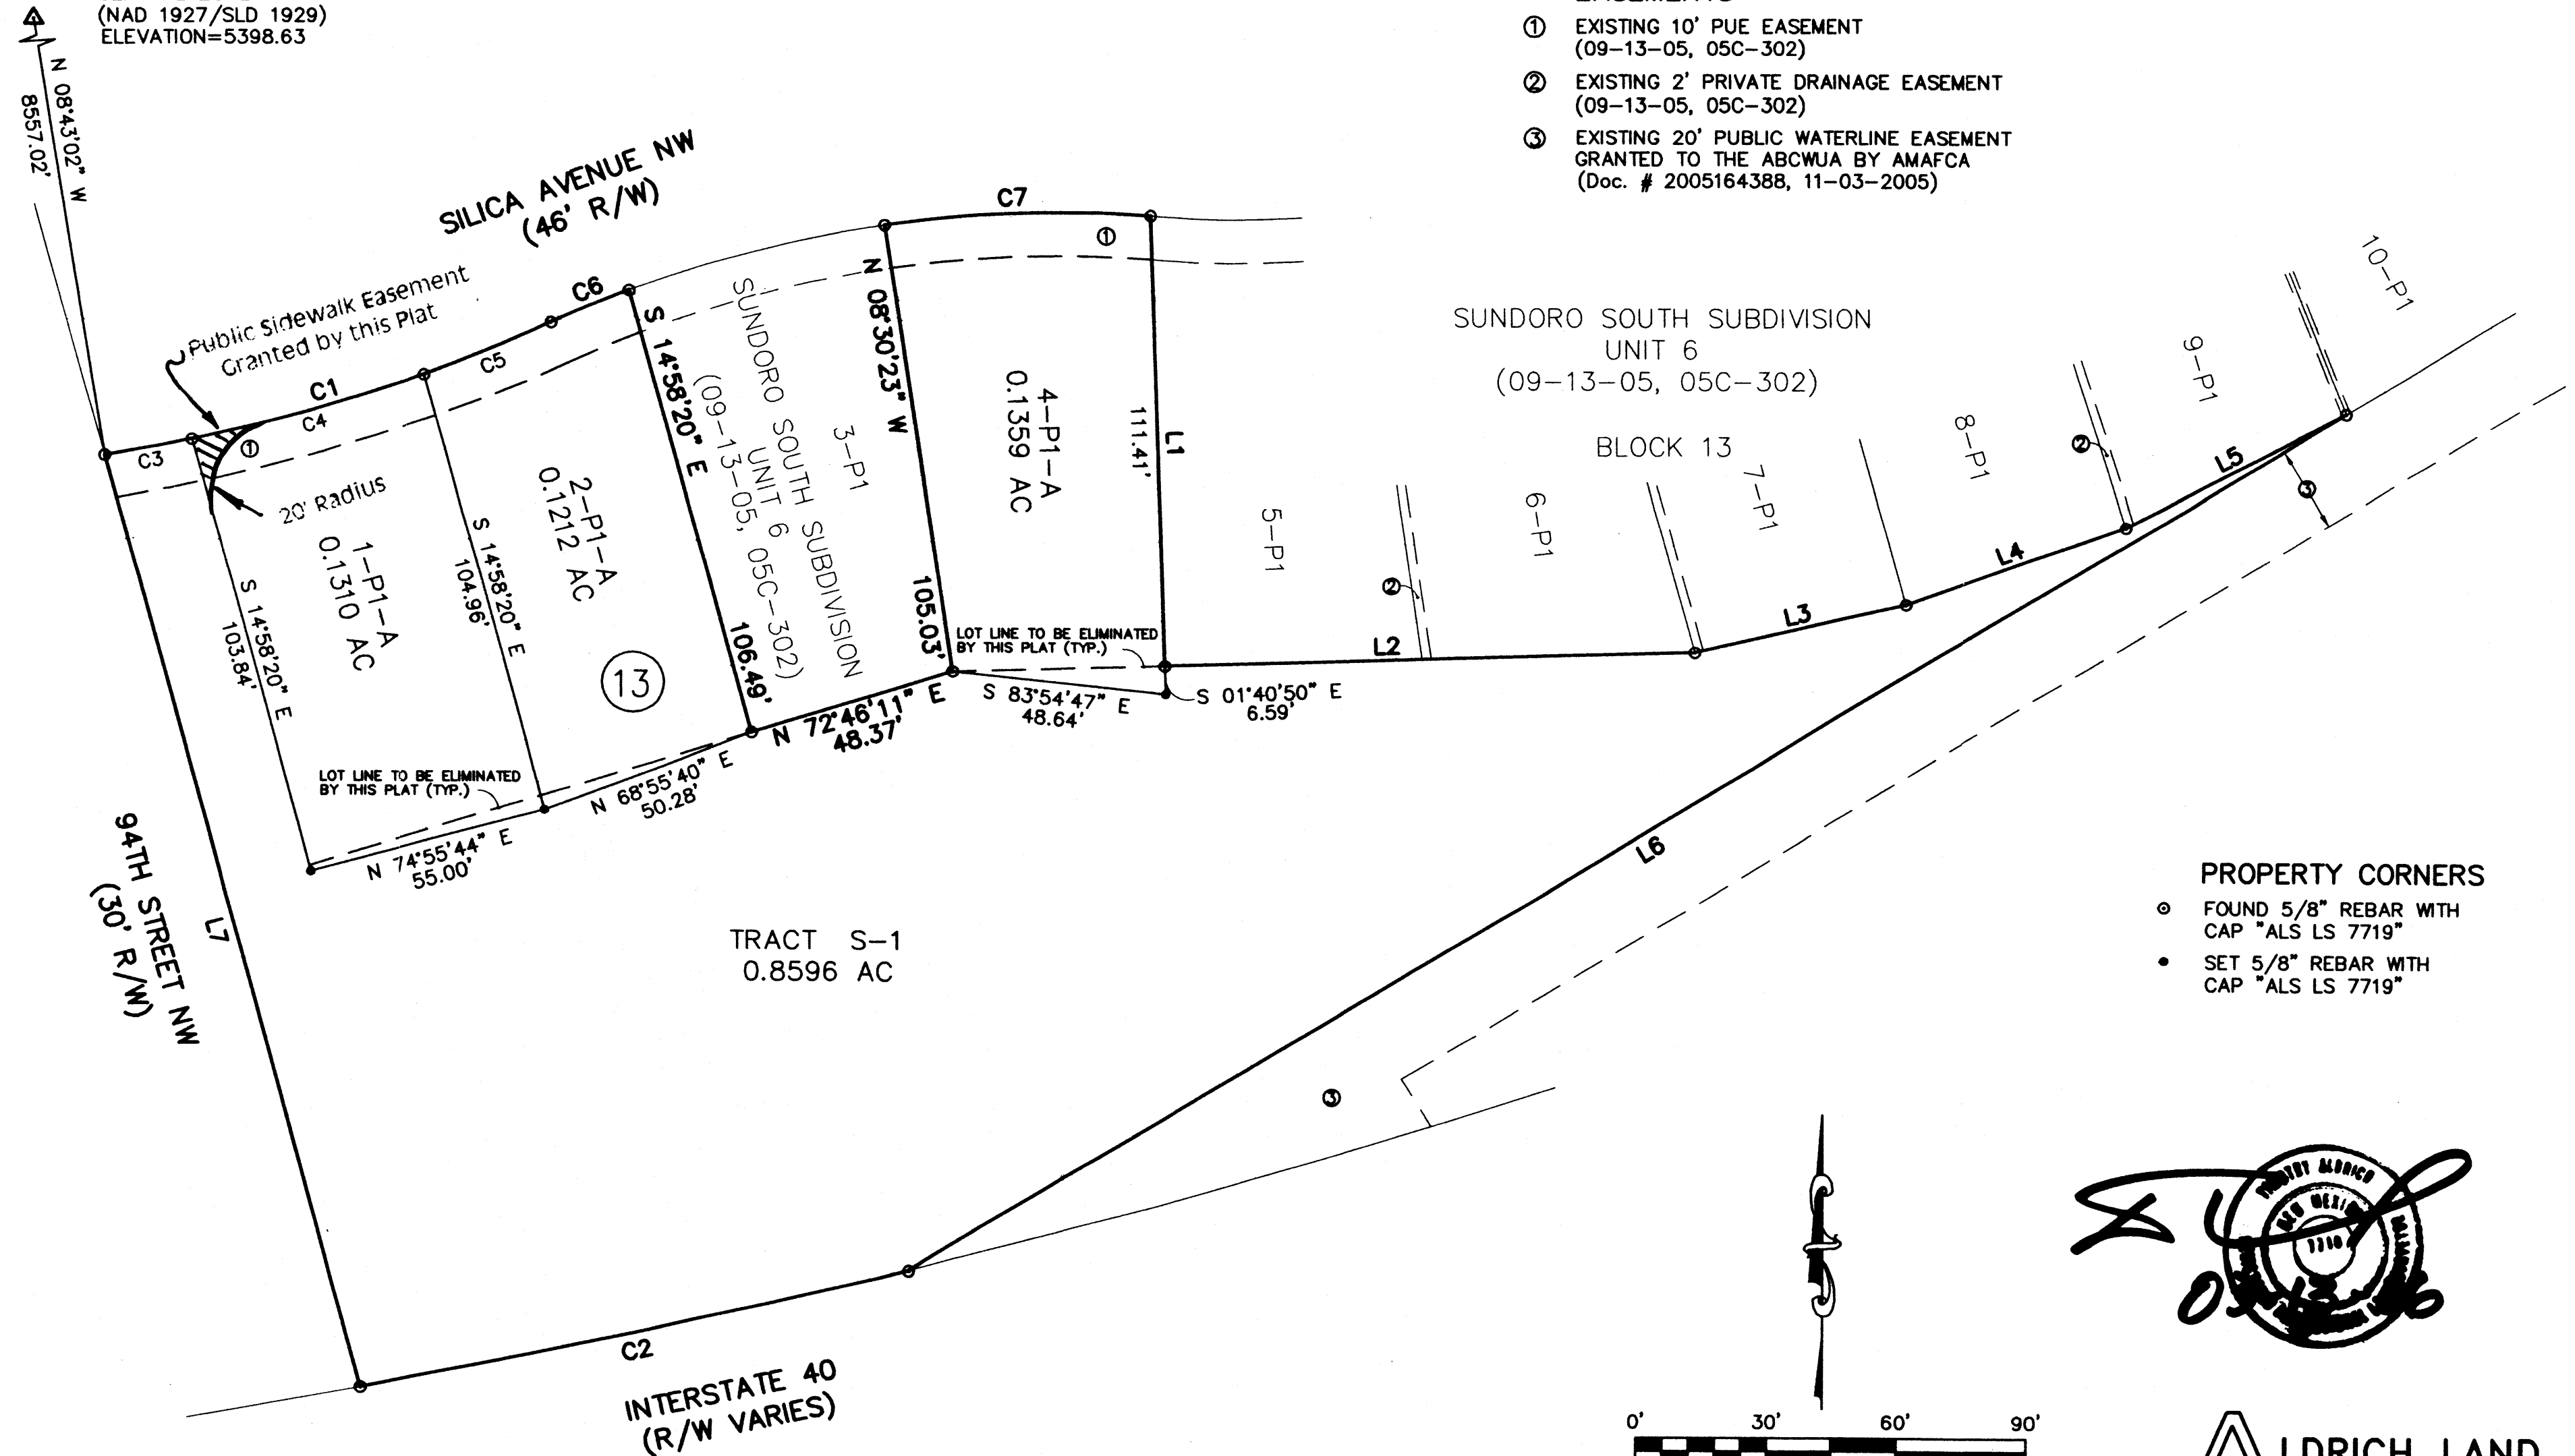 (NAD 1927/SLD 1929)
ELEVATION=5398.63
N 08°43'02" W
8557.02'
① EXISTING 10' PUE EASEMENT
(09-13-05, 05C-302)
② EXISTING 2' PRIVATE DRAINAGE EASEMENT
(09-13-05, 05C-302)
③ EXISTING 20' PUBLIC WATERLINE EASEMENT
GRANTED TO THE ABCWUA BY AMAFCA
(Doc. # 2005164388, 11-03-2005)
SILICA AVENUE NW
(46' R/W)
Public Sidewalk Easement
Granted by this Plat
C7
①
C6
C5
C1
C4
C3
①
20' Radius
S 14°58'20" E
103.84'
1-P1-A
0.1310 AC
S 14°58'20" E
104.96'
2-P1-A
0.1212 AC
13
S 14°58'20" E
106.49'
SUNDORO SOUTH SUBDIVISION
UNIT 6
(09-13-05, 05C-302)
3-P1
N 08°30'23" W
105.03'
4-P1-A
0.1359 AC
L1
111.41'
SUNDORO SOUTH SUBDIVISION
UNIT 6
(09-13-05, 05C-302)
BLOCK 13
5-P1
6-P1
7-P1
8-P1
9-P1
10-P1
②
②
③
L2
L3
L4
L5
L6
LOT LINE TO BE ELIMINATED
BY THIS PLAT (TYP.)
S 83°54'47" E
48.64'
S 01°40'50" E
6.59'
N 72°46'11" E
48.37'
N 68°55'40" E
50.28'
LOT LINE TO BE ELIMINATED
BY THIS PLAT (TYP.)
N 74°55'44" E
55.00'
94TH STREET NW
(30' R/W)
L7
TRACT S-1
0.8596 AC
③
PROPERTY CORNERS
FOUND 5/8" REBAR WITH
CAP "ALS LS 7719"
SET 5/8" REBAR WITH
CAP "ALS LS 7719"
C2
INTERSTATE 40
(R/W VARIES)
NEW MEXICO
7719
0' 30' 60' 90'
LDRICH LAND